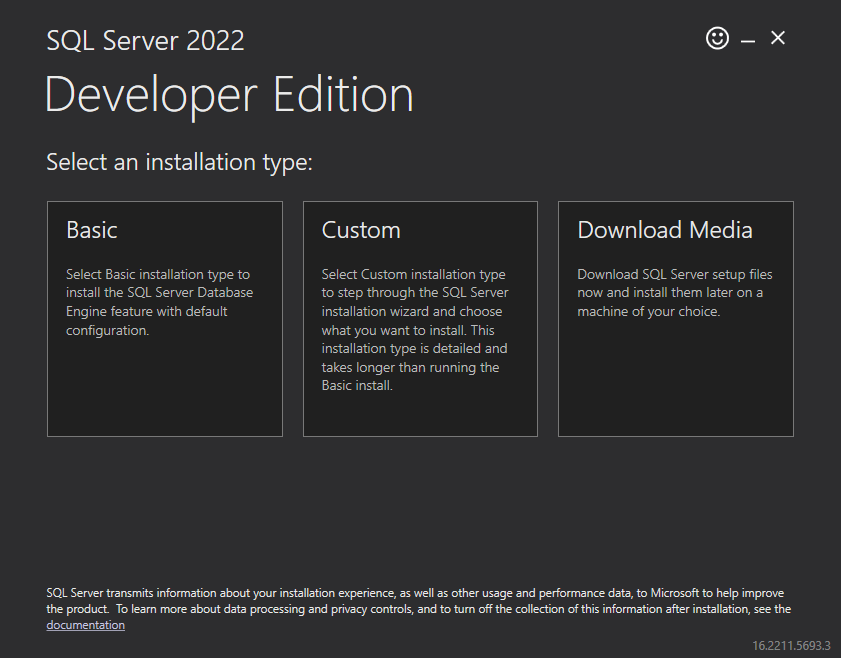 SQL Server 2022
Developer Edition
Select an installation type:
Basic
Select Basic installation type to
install the SQL Server Database
Engine feature with default
configuration.
Custom
Select Custom installation type
to step through the SQL Server
installation wizard and choose
what you want to install. This
installation type is detailed and
takes longer than running the
Basic install.
Download Media
Download SQL Server setup files
now and install them later on a
machine of your choice.
SQL Server transmits information about your installation experience, as well as other usage and performance data, to Microsoft to help improve
the product.  To learn more about data processing and privacy controls, and to turn off the collection of this information after installation, see the
documentation
16.2211.5693.3